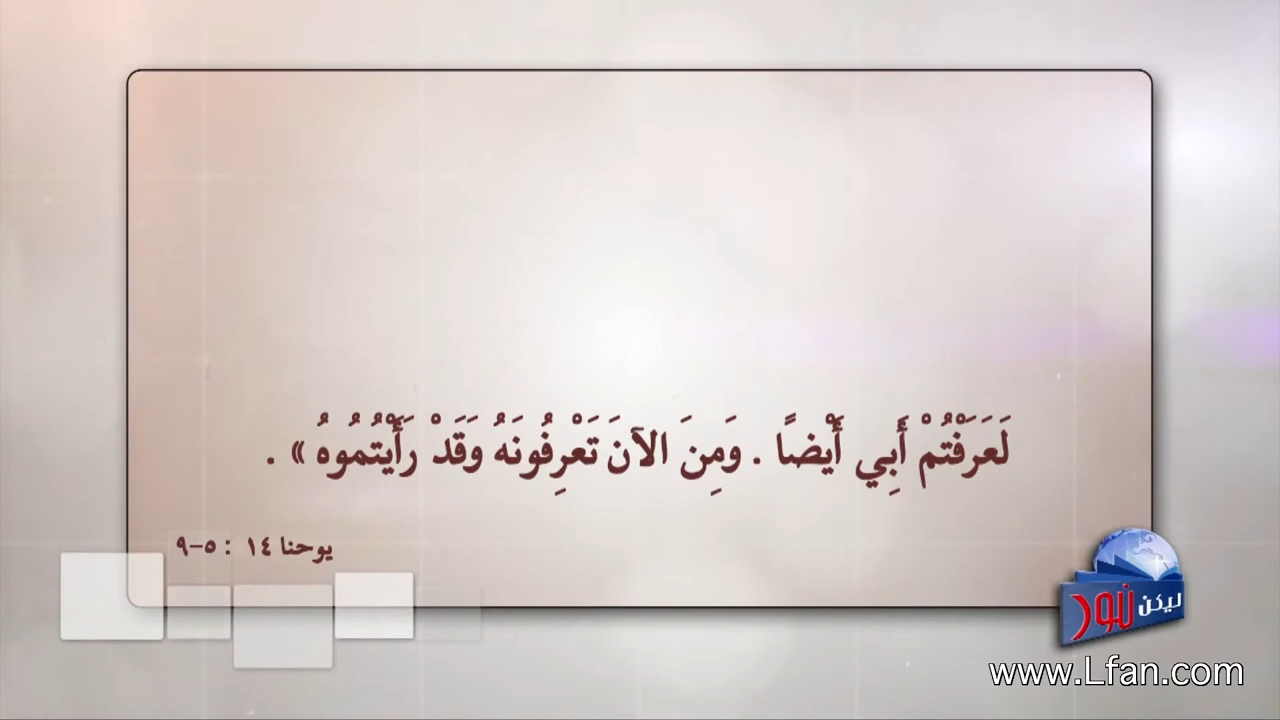 لَعَرَفْتُمْ أَبِي أَيْضًا . وَمِنَ الآنَ تَعْرِفُونَهُ وَقَدْ رَأَيْتُمُوهُ » .
يوحنا ١٤ : ٥-٩
ليكن نور
www.Lfan.com